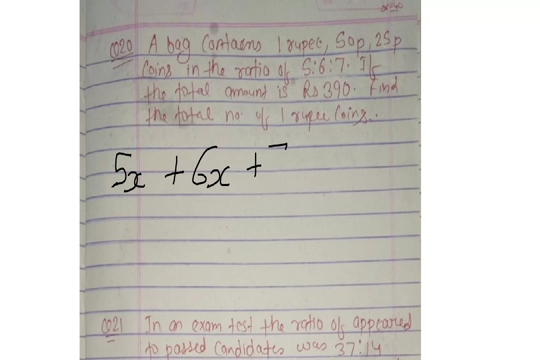 Q20 A bag contains 1 rupee, 50p, 25p
coins in the ratio of 5:6:7. If
the total amount is Rs 390. Find
the total no of 1 rupee coins.
5x + 6x +
Q21 In an exam test the ratio of appeared
to passed candidates was 37:14